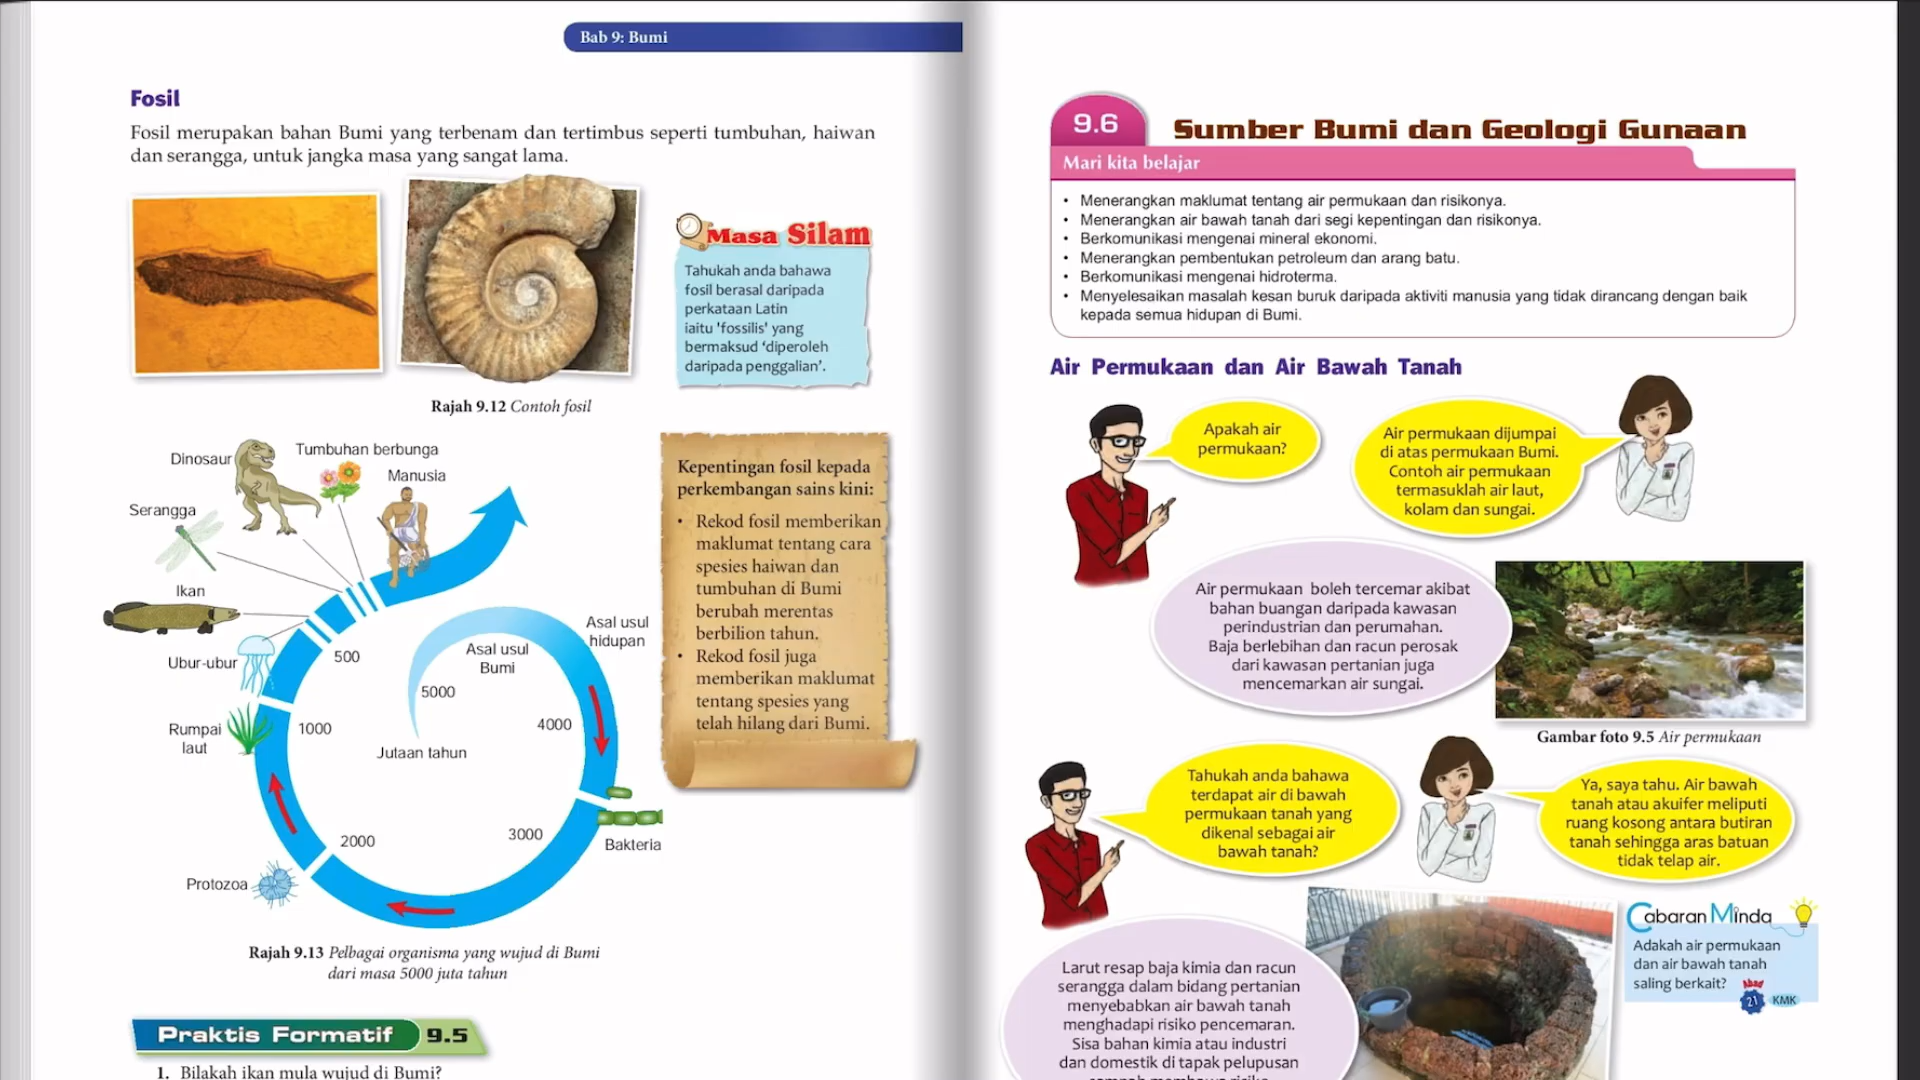 Bab 9: Bumi
Fosil
Fosil merupakan bahan Bumi yang terbenam dan tertimbus seperti tumbuhan, haiwan
dan serangga, untuk jangka masa yang sangat lama.
Masa Silam
Tahukah anda bahawa
fosil berasal daripada
perkataan Latin
iaitu 'fossilis' yang
bermaksud ‘diperoleh
daripada penggalian’.
Rajah 9.12 Contoh fosil
Dinosaur
Tumbuhan berbunga
Manusia
Serangga
Ikan
Ubur-ubur
Rumpai
laut
Protozoa
Bakteria
Asal usul
hidupan
Asal usul
Bumi
500
1000
2000
3000
4000
5000
Jutaan tahun
Kepentingan fosil kepada
perkembangan sains kini:
• Rekod fosil memberikan
maklumat tentang cara
spesies haiwan dan
tumbuhan di Bumi
berubah merentas
berbilion tahun.
• Rekod fosil juga
memberikan maklumat
tentang spesies yang
telah hilang dari Bumi.
Rajah 9.13 Pelbagai organisma yang wujud di Bumi
dari masa 5000 juta tahun
Praktis Formatif 9.5
1. Bilakah ikan mula wujud di Bumi?
9.6 Sumber Bumi dan Geologi Gunaan
Mari kita belajar
• Menerangkan maklumat tentang air permukaan dan risikonya.
• Menerangkan air bawah tanah dari segi kepentingan dan risikonya.
• Berkomunikasi mengenai mineral ekonomi.
• Menerangkan pembentukan petroleum dan arang batu.
• Berkomunikasi mengenai hidroterma.
• Menyelesaikan masalah kesan buruk daripada aktiviti manusia yang tidak dirancang dengan baik
kepada semua hidupan di Bumi.
Air Permukaan dan Air Bawah Tanah
Apakah air
permukaan?
Air permukaan dijumpai
di atas permukaan Bumi.
Contoh air permukaan
termasuklah air laut,
kolam dan sungai.
Air permukaan boleh tercemar akibat
bahan buangan daripada kawasan
perindustrian dan perumahan.
Baja berlebihan dan racun perosak
dari kawasan pertanian juga
mencemarkan air sungai.
Gambar foto 9.5 Air permukaan
Tahukah anda bahawa
terdapat air di bawah
permukaan tanah yang
dikenal sebagai air
bawah tanah?
Ya, saya tahu. Air bawah
tanah atau akuifer meliputi
ruang kosong antara butiran
tanah sehingga aras batuan
tidak telap air.
Cabaran Minda
Adakah air permukaan
dan air bawah tanah
saling berkait?
Abad
21 KMK
Larut resap baja kimia dan racun
serangga dalam bidang pertanian
menyebabkan air bawah tanah
menghadapi risiko pencemaran.
Sisa bahan kimia atau industri
dan domestik di tapak pelupusan